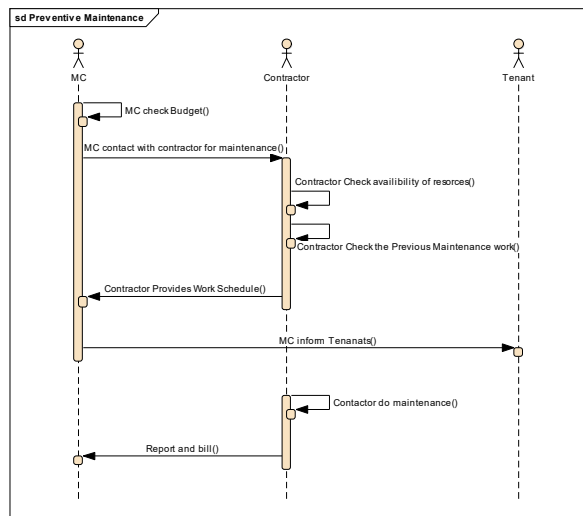 sd Preventive Maintenance
MC
Contractor
Tenant
MC check Budget()
MC contact with contractor for maintenance()
Contractor Check availibility of resorces()
Contractor Check the Previous Maintenance work()
Contractor Provides Work Schedule()
MC inform Tenanats()
Contactor do maintenance()
Report and bill()